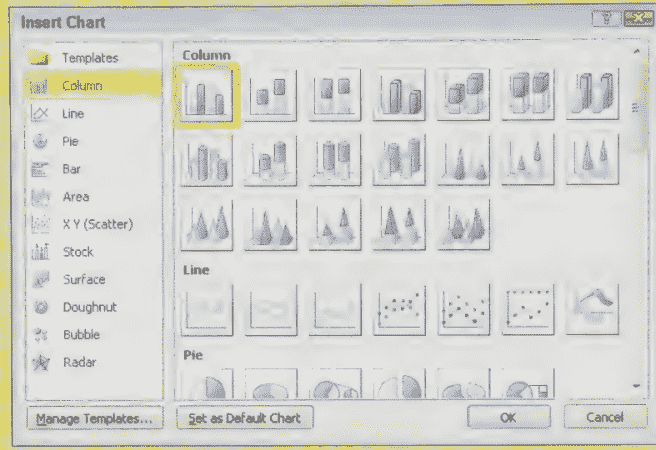 Insert Chart
Templates
Column
Line
Pie
Bar
Area
X Y (Scatter)
Stock
Surface
Doughnut
Bubble
Radar
Manage Templates...
Column
Line
Pie
Set as Default Chart
OK
Cancel